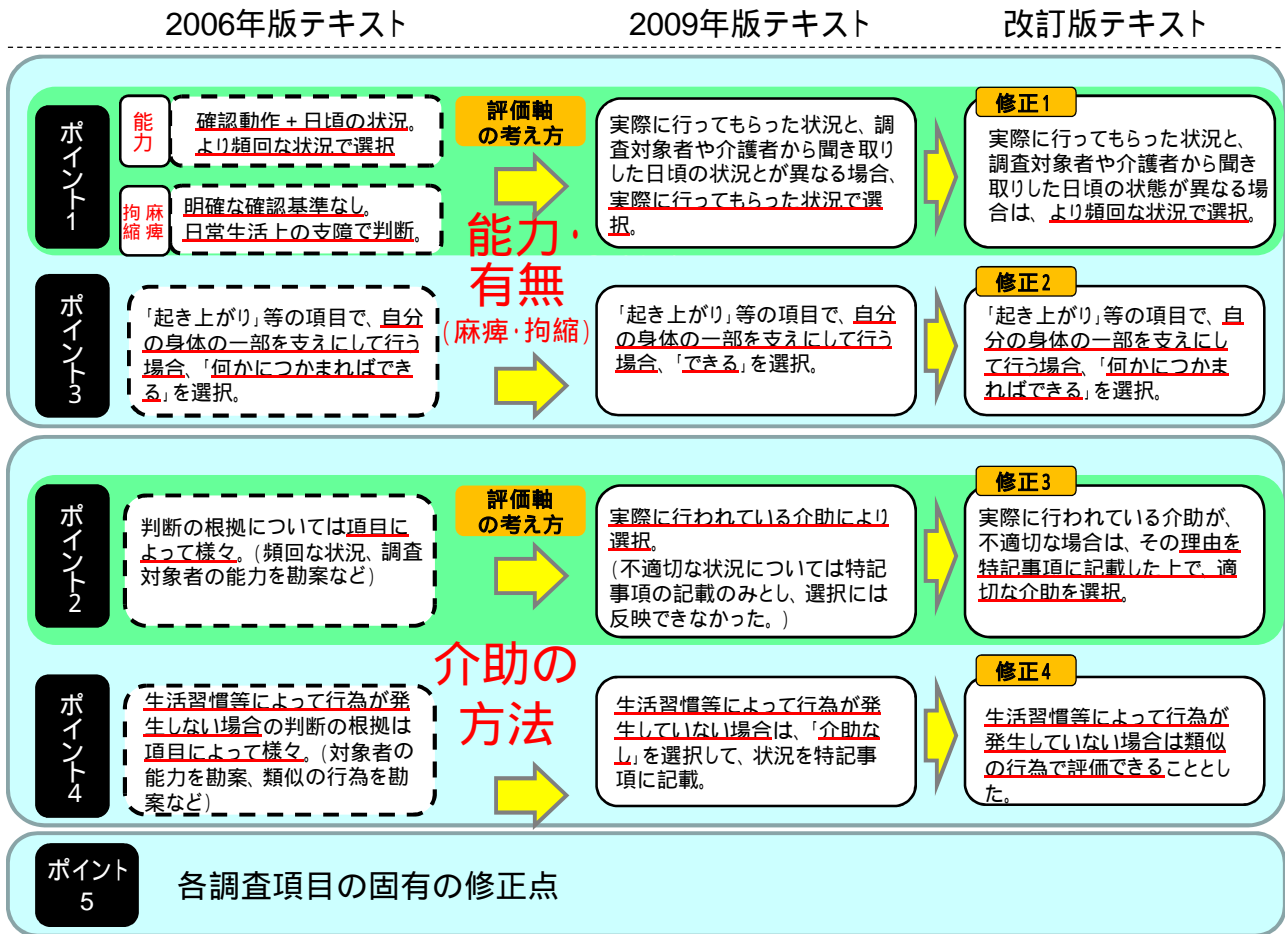 2006年版テキスト
2009年版テキスト
改訂版テキスト
ポイント1
能力
確認動作 + 日頃の状況。
より頻回な状況で選択
拘縮 麻痺
明確な確認基準なし。
日常生活上の支障で判断。
評価軸
の考え方
実際に行ってもらった状況と、調
査対象者や介護者から聞き取り
した日頃の状況とが異なる場合、
実際に行ってもらった状況で選
択。
修正1
実際に行ってもらった状況と、
調査対象者や介護者から聞き
取りした日頃の状態が異なる場
合は、より頻回な状況で選択。
能力・
有無
(麻痺・拘縮)
ポイント3
「起き上がり」等の項目で、自分
の身体の一部を支えにして行う
場合、「何かにつかまればでき
る」を選択。
「起き上がり」等の項目で、自分
の身体の一部を支えにして行う
場合、「できる」を選択。
修正2
「起き上がり」等の項目で、自
分の身体の一部を支えにし
て行う場合、「何かにつかま
ればできる」を選択。
ポイント2
判断の根拠については項目に
よって様々。(頻回な状況、調査
対象者の能力を勘案など)
評価軸
の考え方
実際に行われている介助により
選択。
(不適切な状況については特記
事項の記載のみとし、選択には
反映できなかった。)
修正3
実際に行われている介助が、
不適切な場合は、その理由を
特記事項に記載した上で、適
切な介助を選択。
介助の
方法
ポイント4
生活習慣等によって行為が発
生しない場合の判断の根拠は
項目によって様々。(対象者の
能力を勘案、類似の行為を勘
案など)
生活習慣等によって行為が発
生していない場合は、「介助な
し」を選択して、状況を特記事
項に記載。
修正4
生活習慣等によって行為が
発生していない場合は類似
の行為で評価できることとし
た。
ポイント
5
各調査項目の固有の修正点